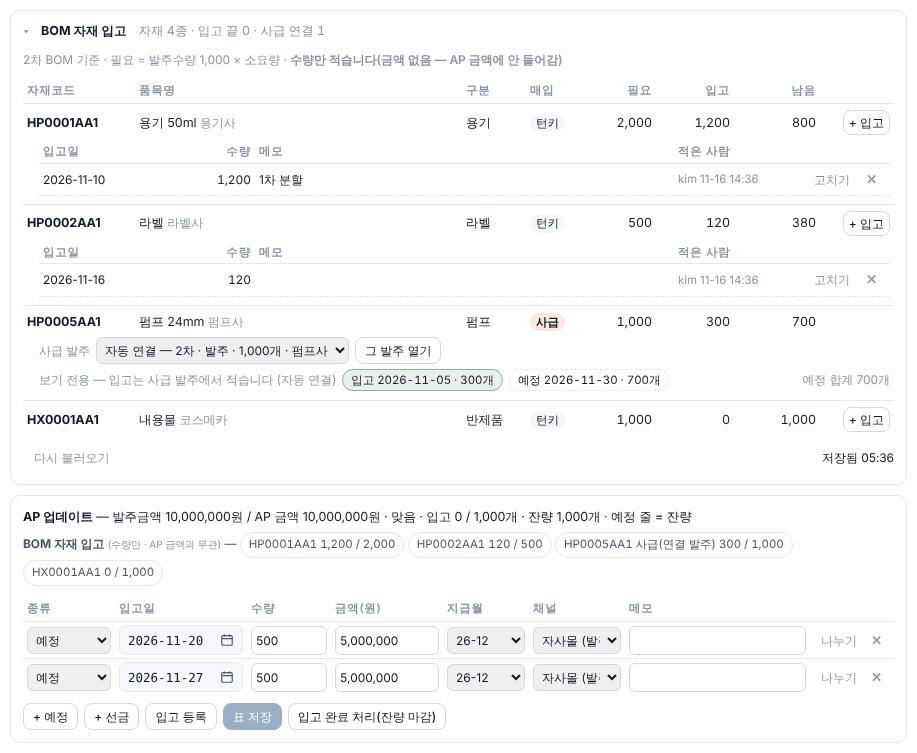 BOM 자재 입고 자재 4종 · 입고 끝 0 · 사급 연결 1
2차 BOM 기준 · 필요 = 발주수량 1,000 × 소요량 · 수량만 적습니다(금액 없음 — AP 금액에 안 들어감)
자재코드 품목명 구분 매입 필요 입고 남음
HP0001AA1 용기 50ml 용기사 용기 턴키 2,000 1,200 800 + 입고
입고일 수량 메모 적은 사람
2026-11-10 1,200 1차 분할 kim 11-16 14:36 고치기 ✕
HP0002AA1 라벨 라벨사 라벨 턴키 500 120 380 + 입고
입고일 수량 메모 적은 사람
2026-11-16 120 kim 11-16 14:36 고치기 ✕
HP0005AA1 펌프 24mm 펌프사 펌프 사급 1,000 300 700
사급 발주 자동 연결 — 2차 · 발주 · 1,000개 · 펌프사 그 발주 열기
보기 전용 — 입고는 사급 발주에서 적습니다 (자동 연결) 입고 2026-11-05 · 300개 예정 2026-11-30 · 700개 예정 합계 700개
HX0001AA1 내용물 코스메카 반제품 턴키 1,000 0 1,000 + 입고
다시 불러오기 저장됨 05:36
AP 업데이트 — 발주금액 10,000,000원 / AP 금액 10,000,000원 · 맞음 · 입고 0 / 1,000개 · 잔량 1,000개 · 예정 줄 = 잔량
BOM 자재 입고 (수량만 · AP 금액과 무관) — HP0001AA1 1,200 / 2,000 HP0002AA1 120 / 500 HP0005AA1 사급(연결 발주) 300 / 1,000
HX0001AA1 0 / 1,000
종류 입고일 수량 금액(원) 지급월 채널 메모
예정 2026-11-20 500 5,000,000 26-12 자사몰 (발 나누기 ✕
예정 2026-11-27 500 5,000,000 26-12 자사몰 (발 나누기 ✕
+ 예정 + 선금 입고 등록 표 저장 입고 완료 처리(잔량 마감)